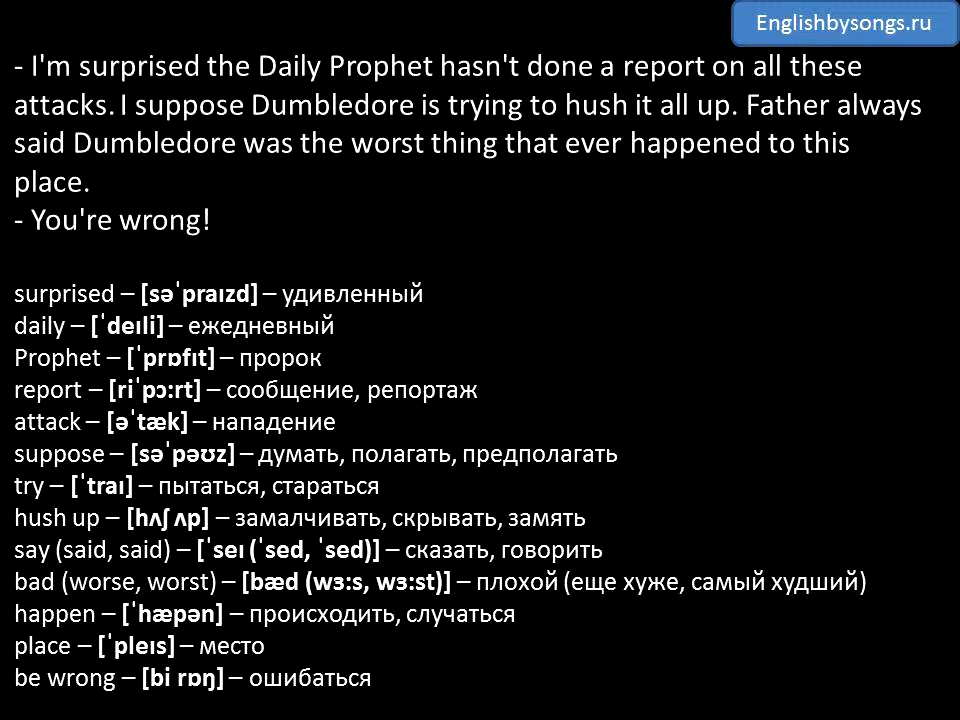 Englishbysongs.ru
- I'm surprised the Daily Prophet hasn't done a report on all these
attacks. I suppose Dumbledore is trying to hush it all up. Father always
said Dumbledore was the worst thing that ever happened to this
place.
- You're wrong!
surprised – [səˈpraɪzd] – удивленный
daily – [ˈdeɪli] – ежедневный
Prophet – [ˈprɒfɪt] – пророк
report – [riˈpɔ:rt] – сообщение, репортаж
attack – [əˈtæk] – нападение
suppose – [səˈpəʊz] – думать, полагать, предполагать
try – [ˈtraɪ] – пытаться, стараться
hush up – [hʌʃ ʌp] – замалчивать, скрывать, замять
say (said, said) – [ˈseɪ (ˈsed, ˈsed)] – сказать, говорить
bad (worse, worst) – [bæd (wɜ:s, wɜ:st)] – плохой (еще хуже, самый худший)
happen – [ˈhæpən] – происходить, случаться
place – [ˈpleɪs] – место
be wrong – [bi rɒŋ] – ошибаться